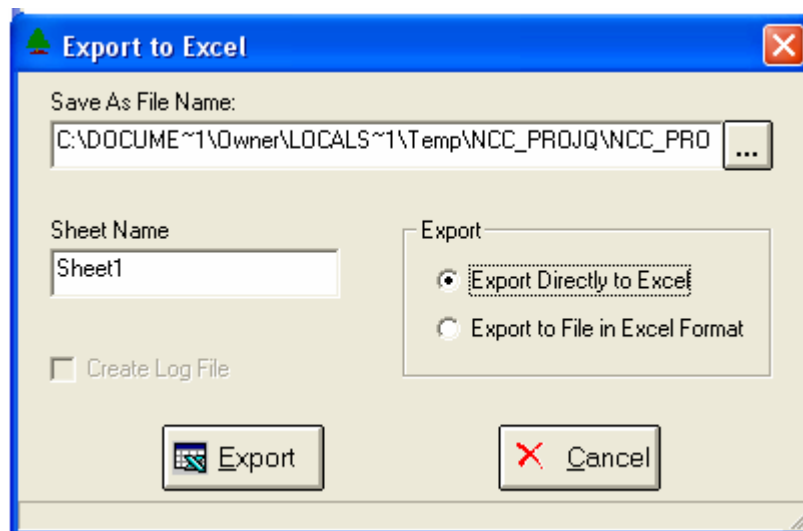 Export to Excel
Save As File Name:
C:\DOCUME~1\Owner\LOCALS~1\Temp\NCC_PROJQ\NCC_PRO
...
Sheet Name
Sheet1
Export
Export Directly to Excel
Export to File in Excel Format
Create Log File
Export
Cancel